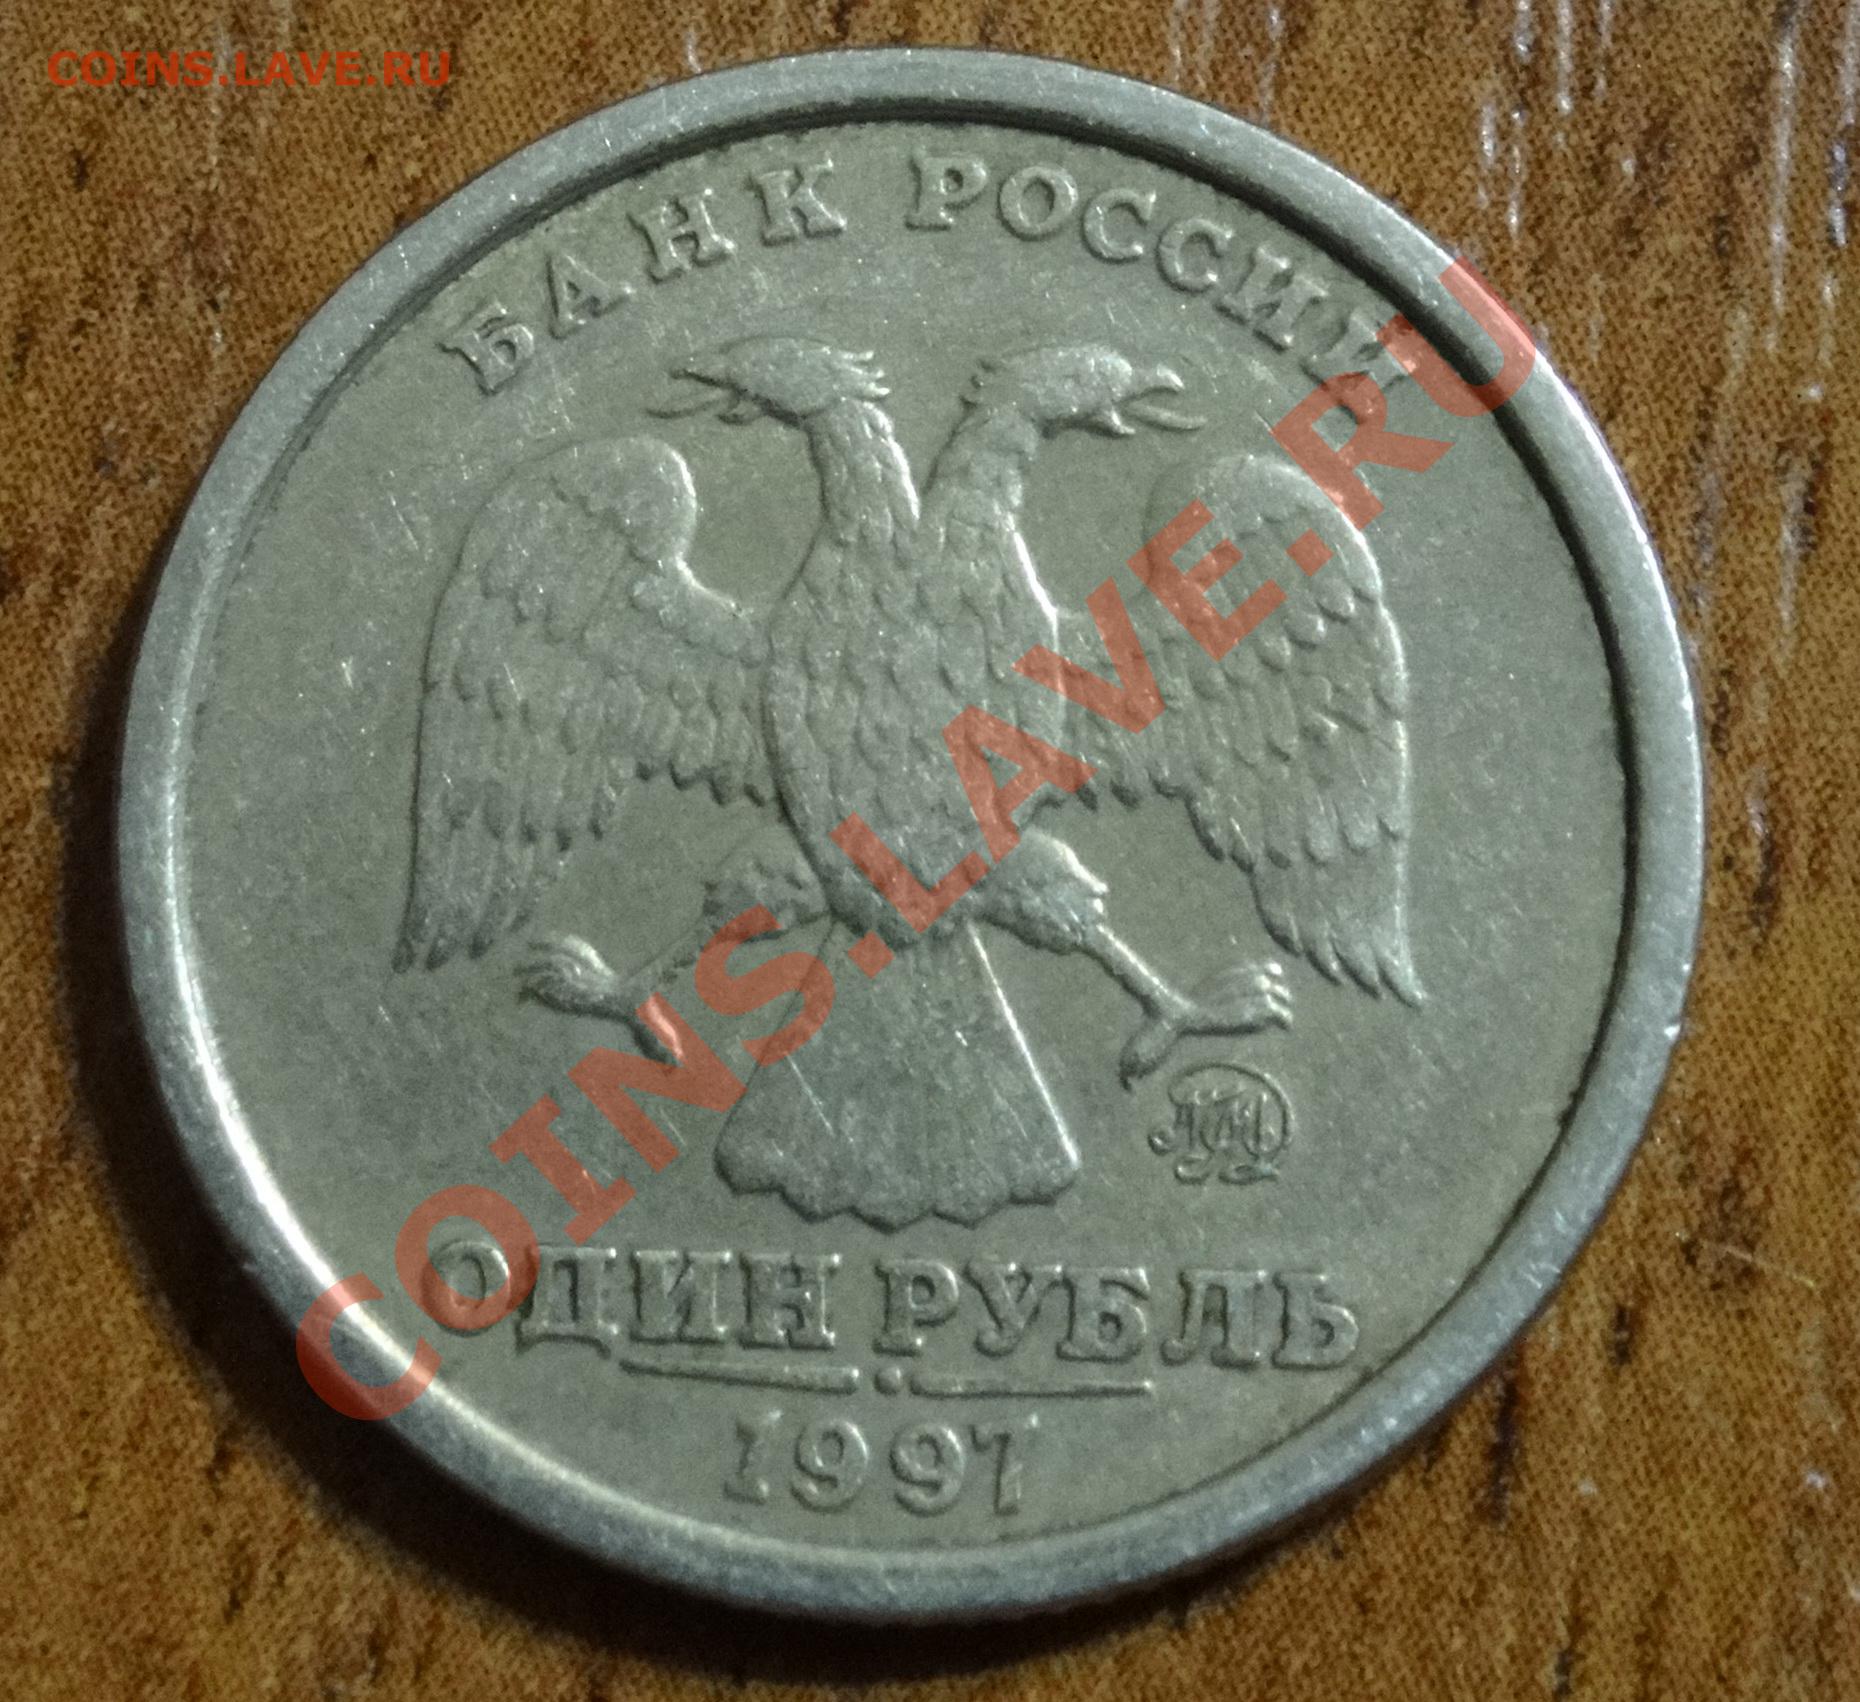 COINS.LAVE.RU
БАНК РОССИИ
COINS.LAVE.RU
ММД
ОДИН РУБЛЬ
1997